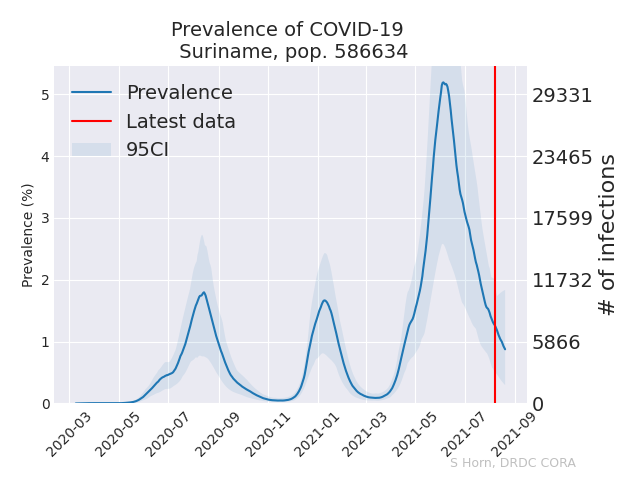 Prevalence of COVID-19
Suriname, pop. 586634
Prevalence
Latest data
95CI
Prevalence (%)
5
4
3
2
1
0
29331
23465
17599
11732
5866
0
# of infections
2020-03
2020-05
2020-07
2020-09
2020-11
2021-01
2021-03
2021-05
2021-07
2021-09
S Horn, DRDC CORA